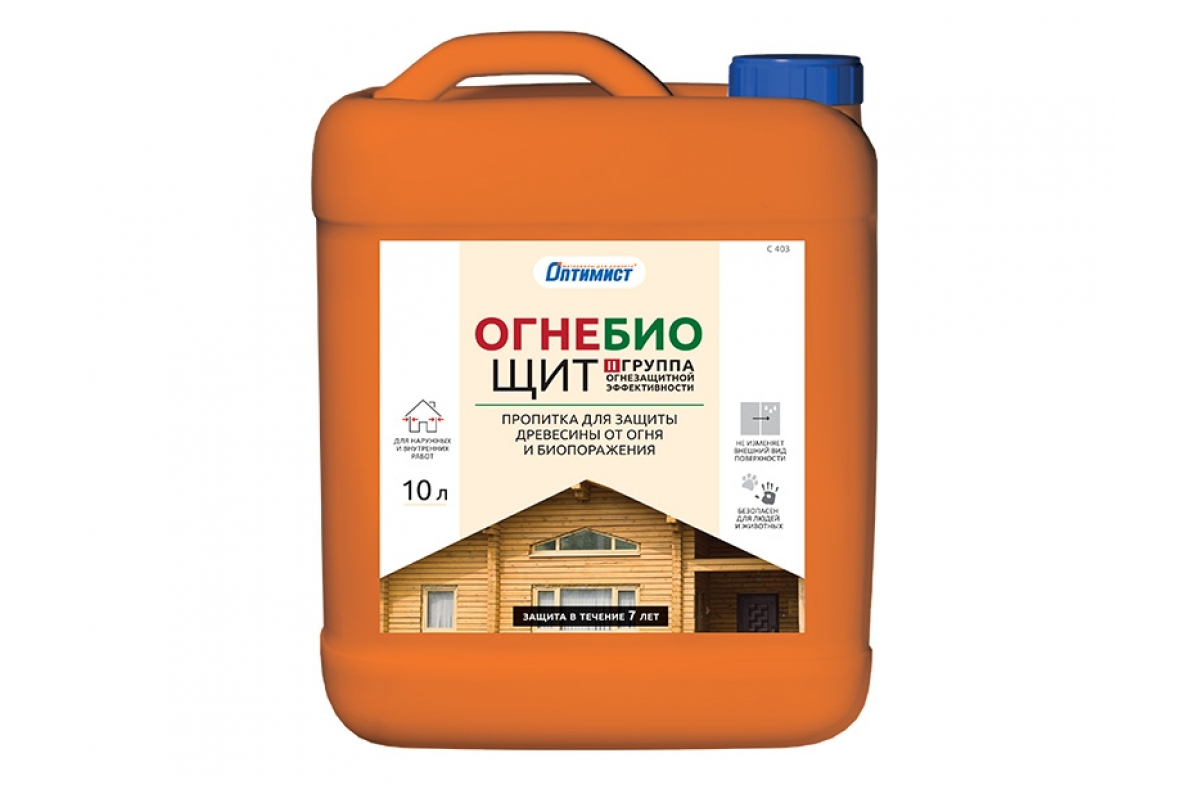 С 403
ОПТИМИСТ
ОГНЕБИО
ЩИТ
II ГРУППА
ОГНЕЗАЩИТНОЙ
ЭФФЕКТИВНОСТИ
ПРОПИТКА ДЛЯ ЗАЩИТЫ
ДРЕВЕСИНЫ ОТ ОГНЯ
И БИОПОРАЖЕНИЯ
ДЛЯ НАРУЖНЫХ
И ВНУТРЕННИХ
РАБОТ
10 л
НЕ ИЗМЕНЯЕТ
ВНЕШНИЙ ВИД
ПОВЕРХНОСТИ
БЕЗОПАСЕН
ДЛЯ ЛЮДЕЙ
И ЖИВОТНЫХ
ЗАЩИТА В ТЕЧЕНИЕ 7 ЛЕТ